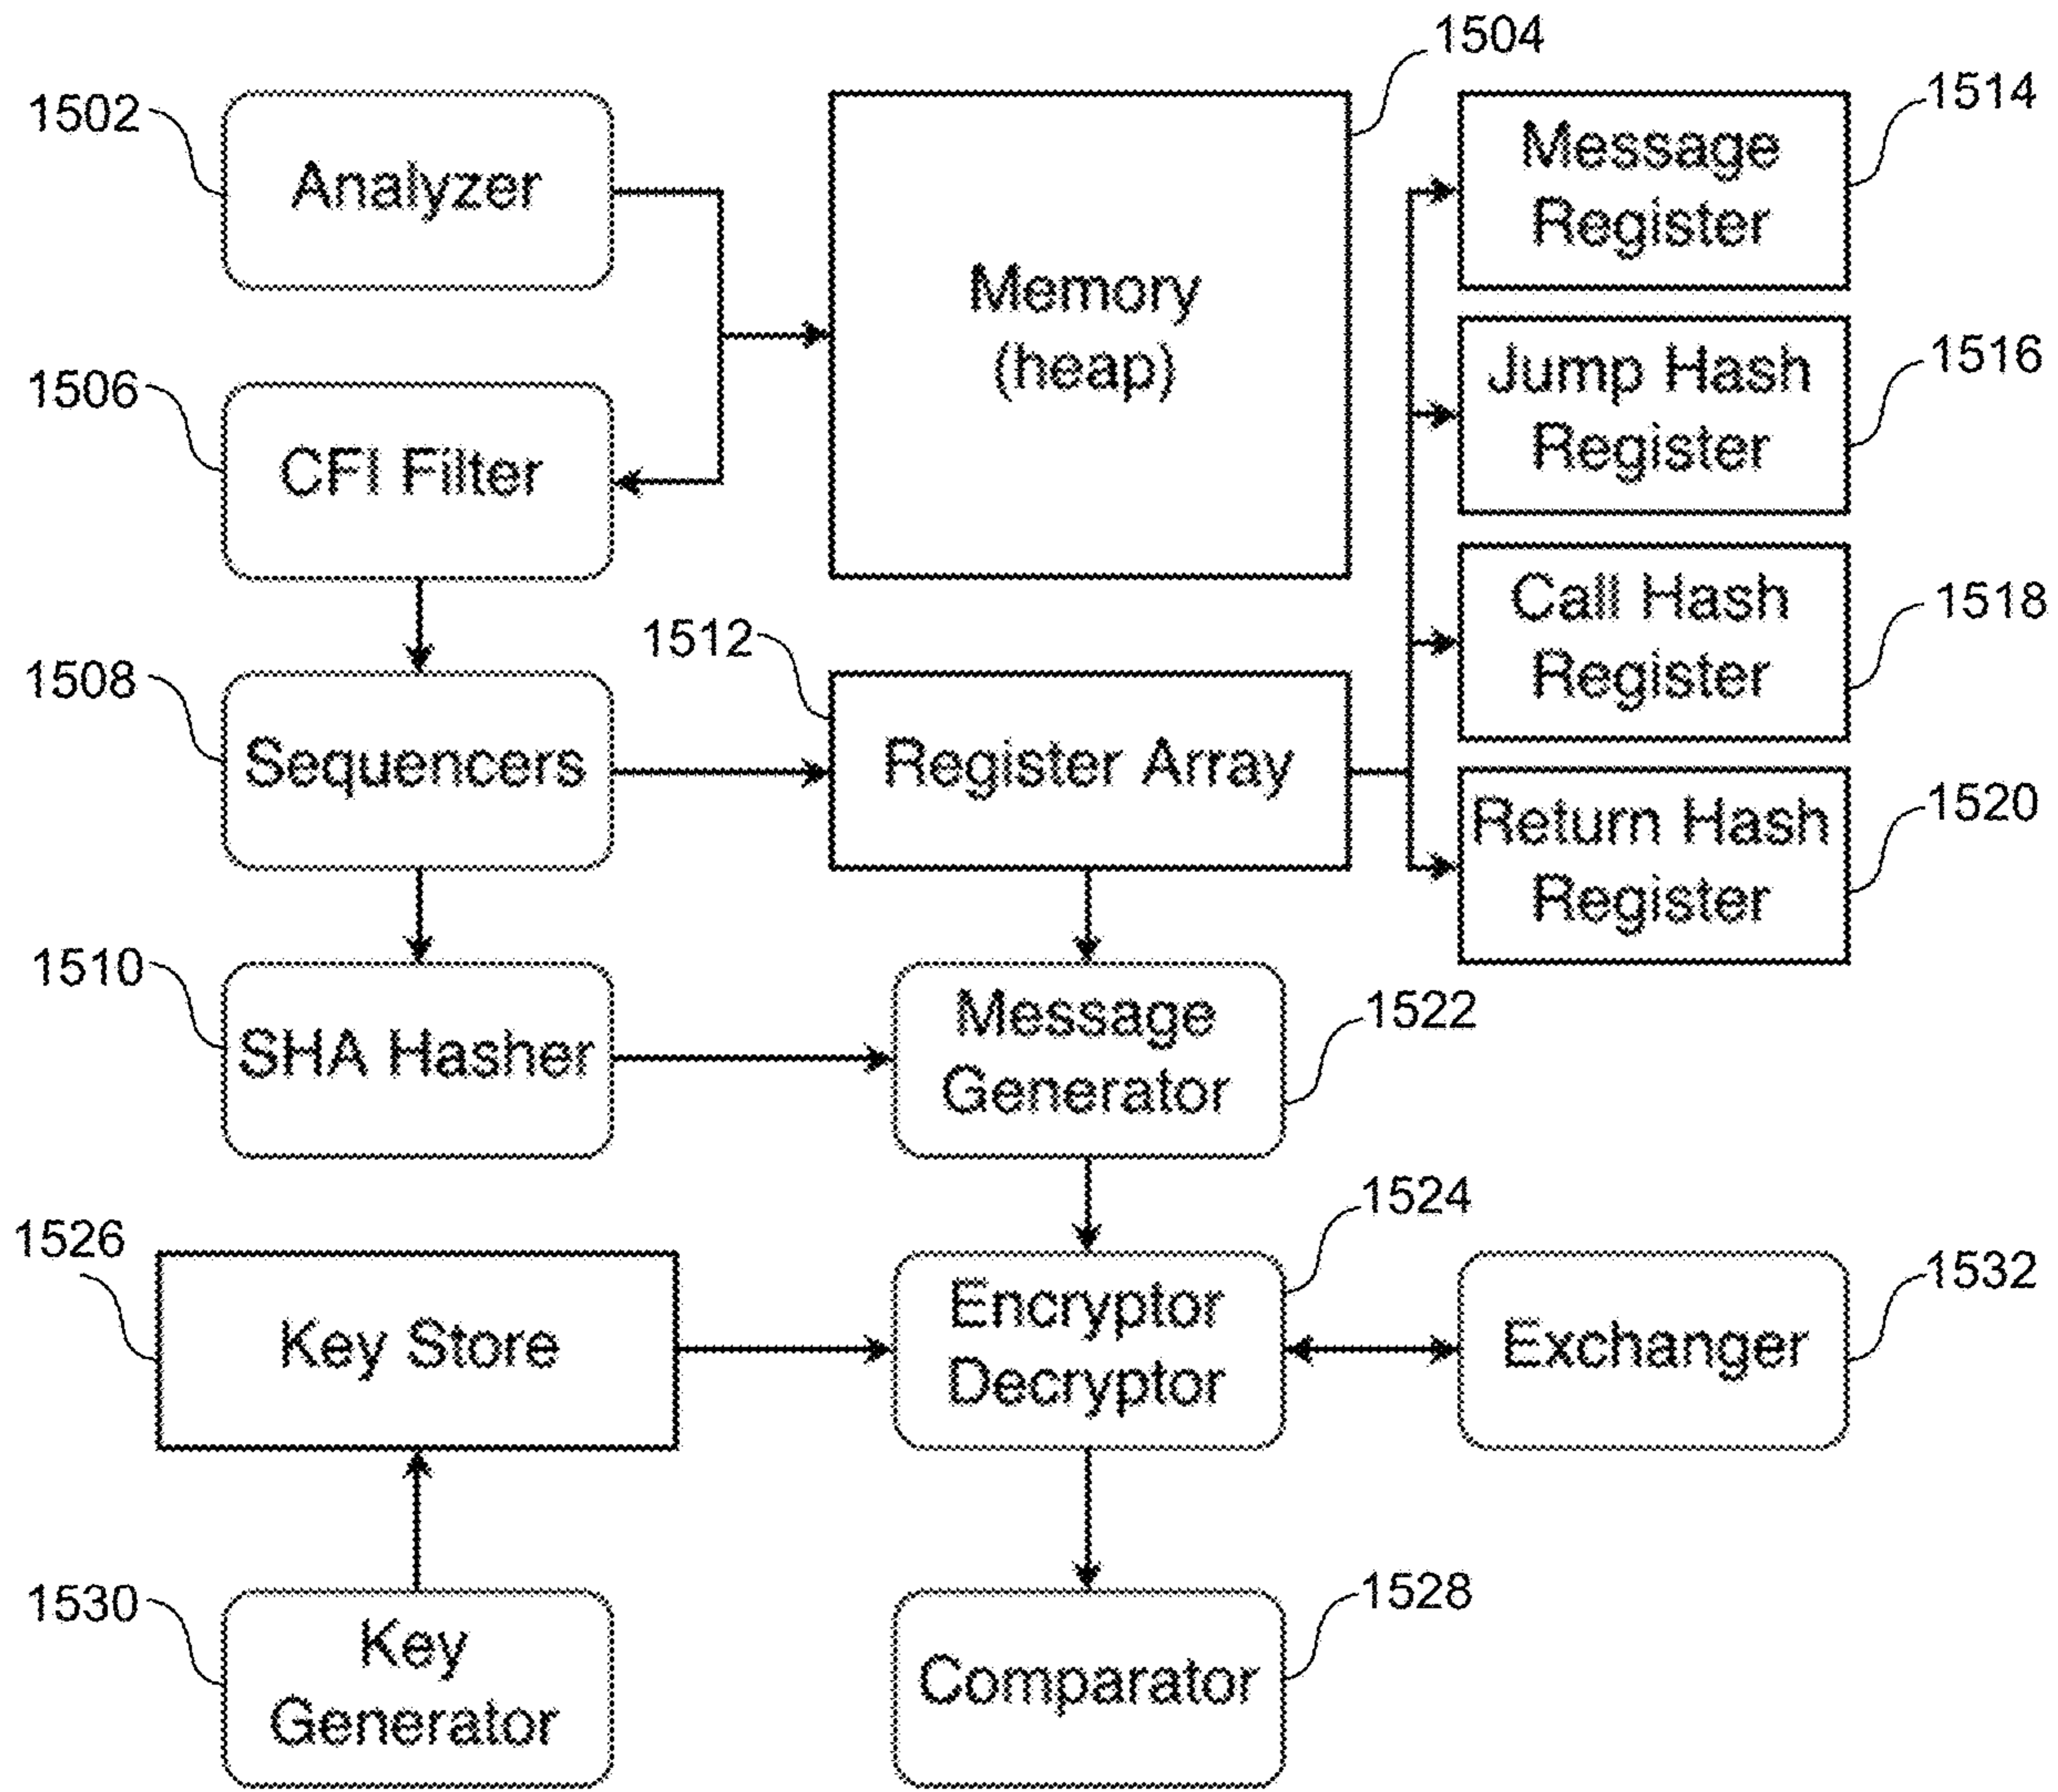 1504
1502
Analyzer
Memory
(heap)
Message
Register
1514
1506
CFI Filter
Jump Hash
Register
1516
Call Hash
Register
1518
1508
Sequencers
1512
Register Array
Return Hash
Register
1520
1510
SHA Hasher
Message
Generator
1522
1526
Key Store
1524
Encryptor
Decryptor
1532
Exchanger
1530
Key
Generator
1528
Comparator